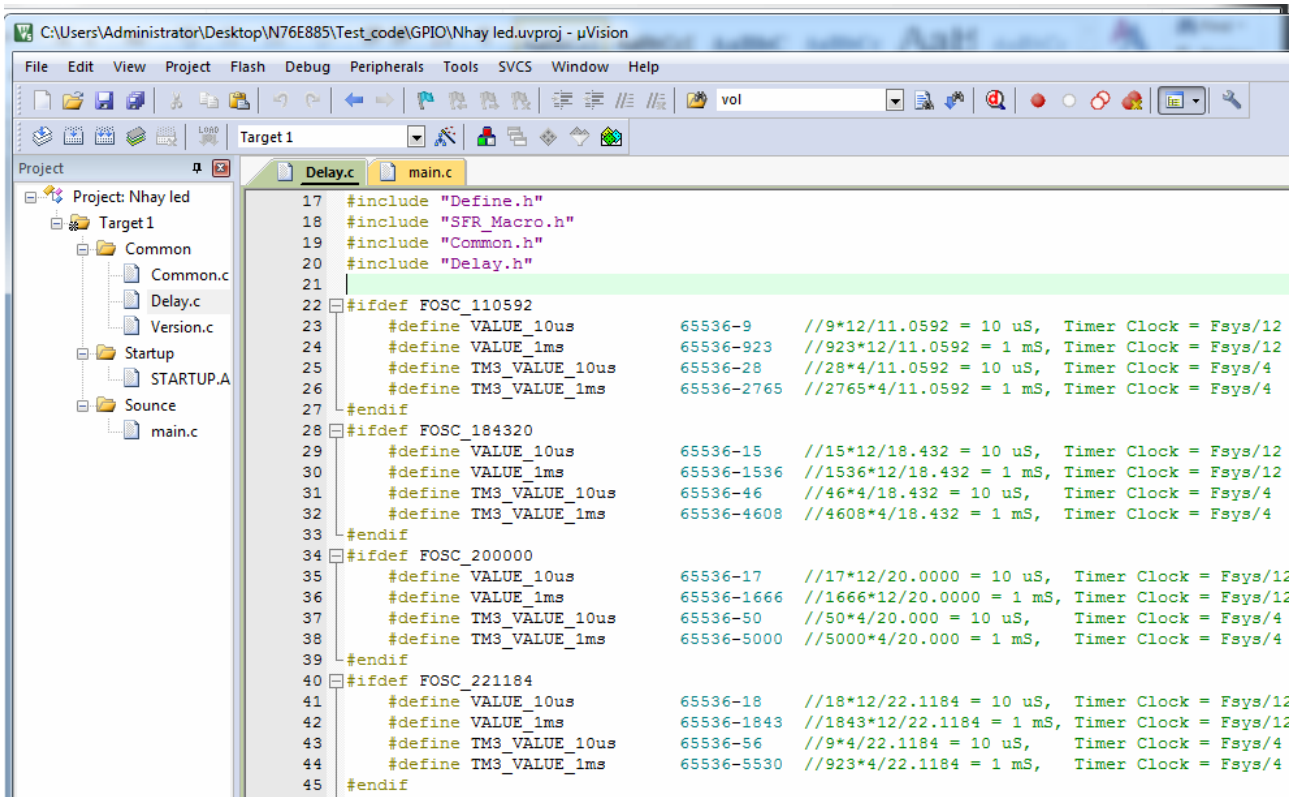 C:\Users\Administrator\Desktop\N76E885\Test_code\GPIO\Nhay led.uvproj - µVision
File Edit View Project Flash Debug Peripherals Tools SVCS Window Help
vol
LOAD Target 1
Project
Delay.c main.c
Project: Nhay led
Target 1
Common
Common.c
Delay.c
Version.c
Startup
STARTUP.A
Sounce
main.c
17 #include "Define.h"
18 #include "SFR_Macro.h"
19 #include "Common.h"
20 #include "Delay.h"
21
22 #ifdef FOSC_110592
23 #define VALUE_10us 65536-9 //9*12/11.0592 = 10 uS, Timer Clock = Fsys/12
24 #define VALUE_1ms 65536-923 //923*12/11.0592 = 1 mS, Timer Clock = Fsys/12
25 #define TM3_VALUE_10us 65536-28 //28*4/11.0592 = 10 uS, Timer Clock = Fsys/4
26 #define TM3_VALUE_1ms 65536-2765 //2765*4/11.0592 = 1 mS, Timer Clock = Fsys/4
27 #endif
28 #ifdef FOSC_184320
29 #define VALUE_10us 65536-15 //15*12/18.432 = 10 uS, Timer Clock = Fsys/12
30 #define VALUE_1ms 65536-1536 //1536*12/18.432 = 1 mS, Timer Clock = Fsys/12
31 #define TM3_VALUE_10us 65536-46 //46*4/18.432 = 10 uS, Timer Clock = Fsys/4
32 #define TM3_VALUE_1ms 65536-4608 //4608*4/18.432 = 1 mS, Timer Clock = Fsys/4
33 #endif
34 #ifdef FOSC_200000
35 #define VALUE_10us 65536-17 //17*12/20.0000 = 10 uS, Timer Clock = Fsys/12
36 #define VALUE_1ms 65536-1666 //1666*12/20.0000 = 1 mS, Timer Clock = Fsys/12
37 #define TM3_VALUE_10us 65536-50 //50*4/20.000 = 10 uS, Timer Clock = Fsys/4
38 #define TM3_VALUE_1ms 65536-5000 //5000*4/20.000 = 1 mS, Timer Clock = Fsys/4
39 #endif
40 #ifdef FOSC_221184
41 #define VALUE_10us 65536-18 //18*12/22.1184 = 10 uS, Timer Clock = Fsys/12
42 #define VALUE_1ms 65536-1843 //1843*12/22.1184 = 1 mS, Timer Clock = Fsys/12
43 #define TM3_VALUE_10us 65536-56 //9*4/22.1184 = 10 uS, Timer Clock = Fsys/4
44 #define TM3_VALUE_1ms 65536-5530 //923*4/22.1184 = 1 mS, Timer Clock = Fsys/4
45 #endif